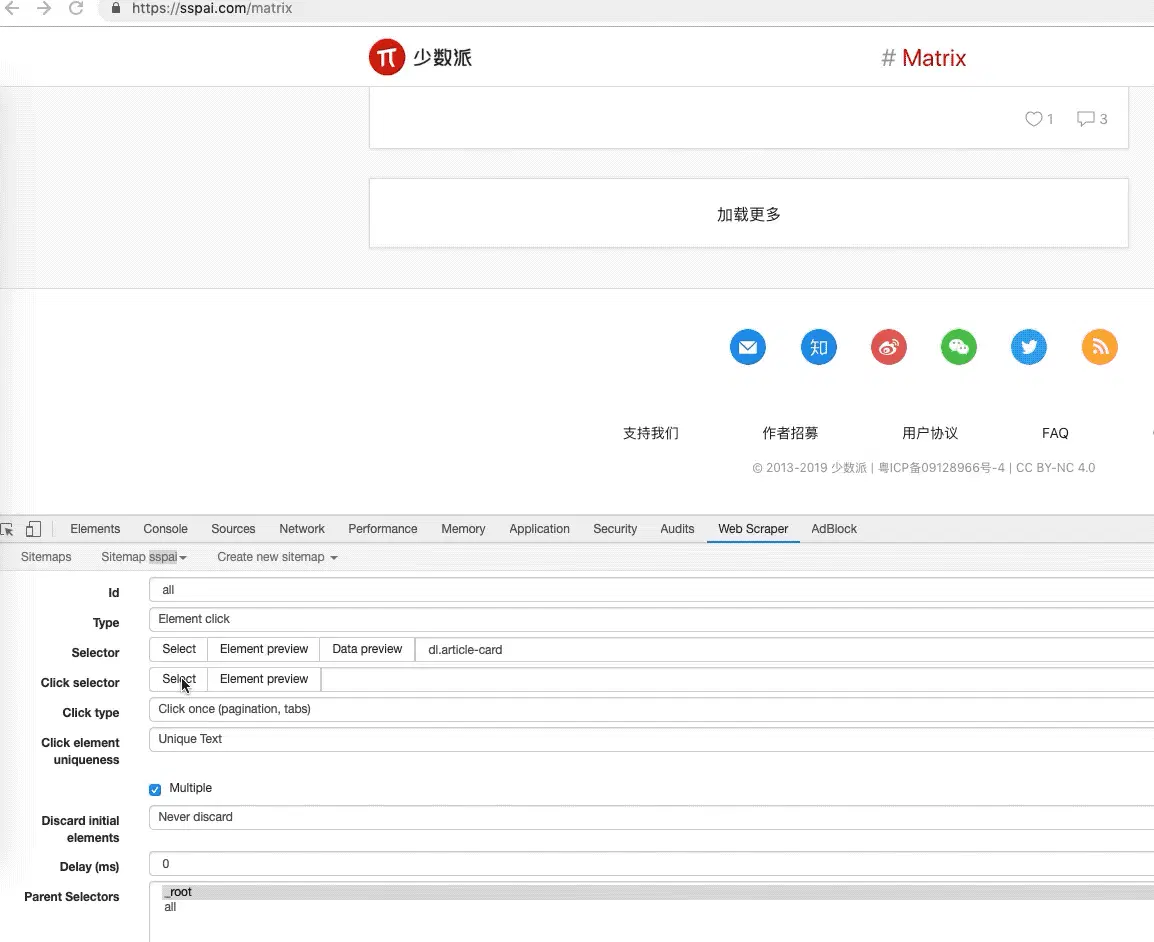 https://sspai.com/matrix
少数派
# Matrix
1 3
加载更多
知
支持我们 作者招募 用户协议 FAQ
© 2013-2019 少数派 | 粤ICP备09128966号-4 | CC BY-NC 4.0
Elements Console Sources Network Performance Memory Application Security Audits Web Scraper AdBlock
Sitemaps Sitemap sspai Create new sitemap
Id all
Type Element click
Selector Select Element preview Data preview dl.article-card
Click selector Select Element preview
Click type Click once (pagination, tabs)
Click element Unique Text
uniqueness
Multiple
Discard initial Never discard
elements
Delay (ms) 0
Parent Selectors _root
all